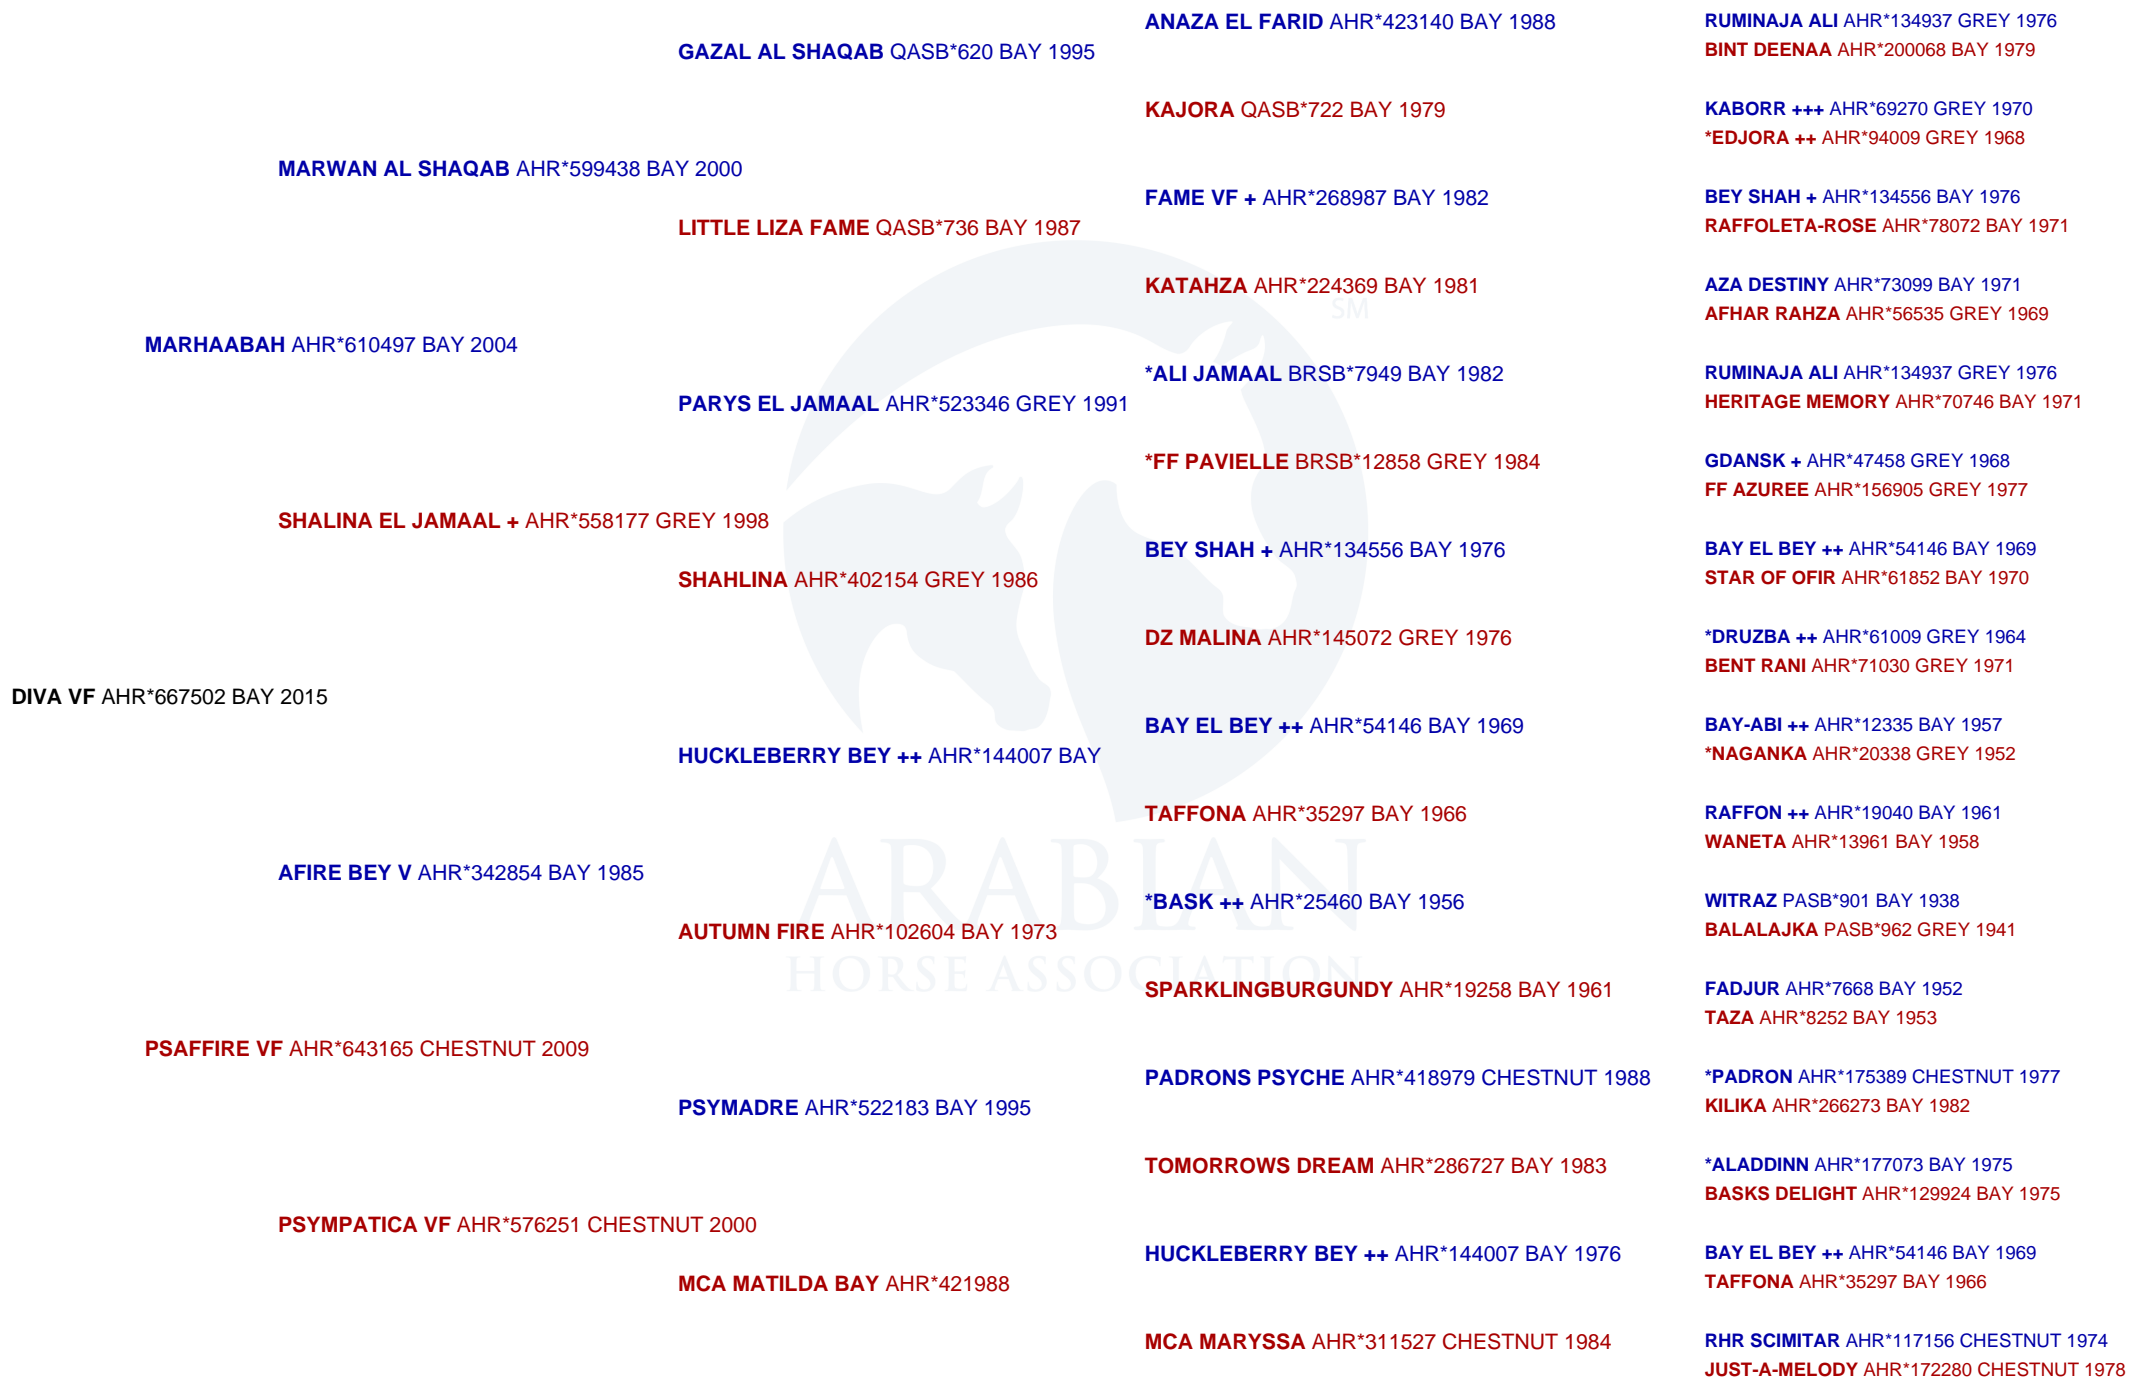 ANAZA EL FARID AHR*423140 BAY 1988
RUMINAJA ALI AHR*134937 GREY 1976
GAZAL AL SHAQAB QASB*620 BAY 1995
BINT DEENAA AHR*200068 BAY 1979
KAJORA QASB*722 BAY 1979
KABORR +++ AHR*69270 GREY 1970
*EDJORA ++ AHR*94009 GREY 1968
MARWAN AL SHAQAB AHR*599438 BAY 2000
FAME VF + AHR*268987 BAY 1982
BEY SHAH + AHR*134556 BAY 1976
LITTLE LIZA FAME QASB*736 BAY 1987
RAFFOLETA-ROSE AHR*78072 BAY 1971
KATAHZA AHR*224369 BAY 1981
AZA DESTINY AHR*73099 BAY 1971
SM
AFHAR RAHZA AHR*56535 GREY 1969
MARHAABAH AHR*610497 BAY 2004
*ALI JAMAAL BRSB*7949 BAY 1982
RUMINAJA ALI AHR*134937 GREY 1976
PARYS EL JAMAAL AHR*523346 GREY 1991
HERITAGE MEMORY AHR*70746 BAY 1971
*FF PAVIELLE BRSB*12858 GREY 1984
GDANSK + AHR*47458 GREY 1968
FF AZUREE AHR*156905 GREY 1977
SHALINA EL JAMAAL + AHR*558177 GREY 1998
BEY SHAH + AHR*134556 BAY 1976
BAY EL BEY ++ AHR*54146 BAY 1969
SHAHLINA AHR*402154 GREY 1986
STAR OF OFIR AHR*61852 BAY 1970
DZ MALINA AHR*145072 GREY 1976
*DRUZBA ++ AHR*61009 GREY 1964
BENT RANI AHR*71030 GREY 1971
DIVA VF AHR*667502 BAY 2015
BAY EL BEY ++ AHR*54146 BAY 1969
BAY-ABI ++ AHR*12335 BAY 1957
HUCKLEBERRY BEY ++ AHR*144007 BAY
*NAGANKA AHR*20338 GREY 1952
TAFFONA AHR*35297 BAY 1966
RAFFON ++ AHR*19040 BAY 1961
WANETA AHR*13961 BAY 1958
AFIRE BEY V AHR*342854 BAY 1985
ARABIAN
*BASK ++ AHR*25460 BAY 1956
WITRAZ PASB*901 BAY 1938
AUTUMN FIRE AHR*102604 BAY 1973
BALALAJKA PASB*962 GREY 1941
HORSE ASSOCIATION
SPARKLINGBURGUNDY AHR*19258 BAY 1961
FADJUR AHR*7668 BAY 1952
TAZA AHR*8252 BAY 1953
PSAFFIRE VF AHR*643165 CHESTNUT 2009
PADRONS PSYCHE AHR*418979 CHESTNUT 1988
*PADRON AHR*175389 CHESTNUT 1977
PSYMADRE AHR*522183 BAY 1995
KILIKA AHR*266273 BAY 1982
TOMORROWS DREAM AHR*286727 BAY 1983
*ALADDINN AHR*177073 BAY 1975
BASKS DELIGHT AHR*129924 BAY 1975
PSYMPATICA VF AHR*576251 CHESTNUT 2000
HUCKLEBERRY BEY ++ AHR*144007 BAY 1976
BAY EL BEY ++ AHR*54146 BAY 1969
MCA MATILDA BAY AHR*421988
TAFFONA AHR*35297 BAY 1966
MCA MARYSSA AHR*311527 CHESTNUT 1984
RHR SCIMITAR AHR*117156 CHESTNUT 1974
JUST-A-MELODY AHR*172280 CHESTNUT 1978